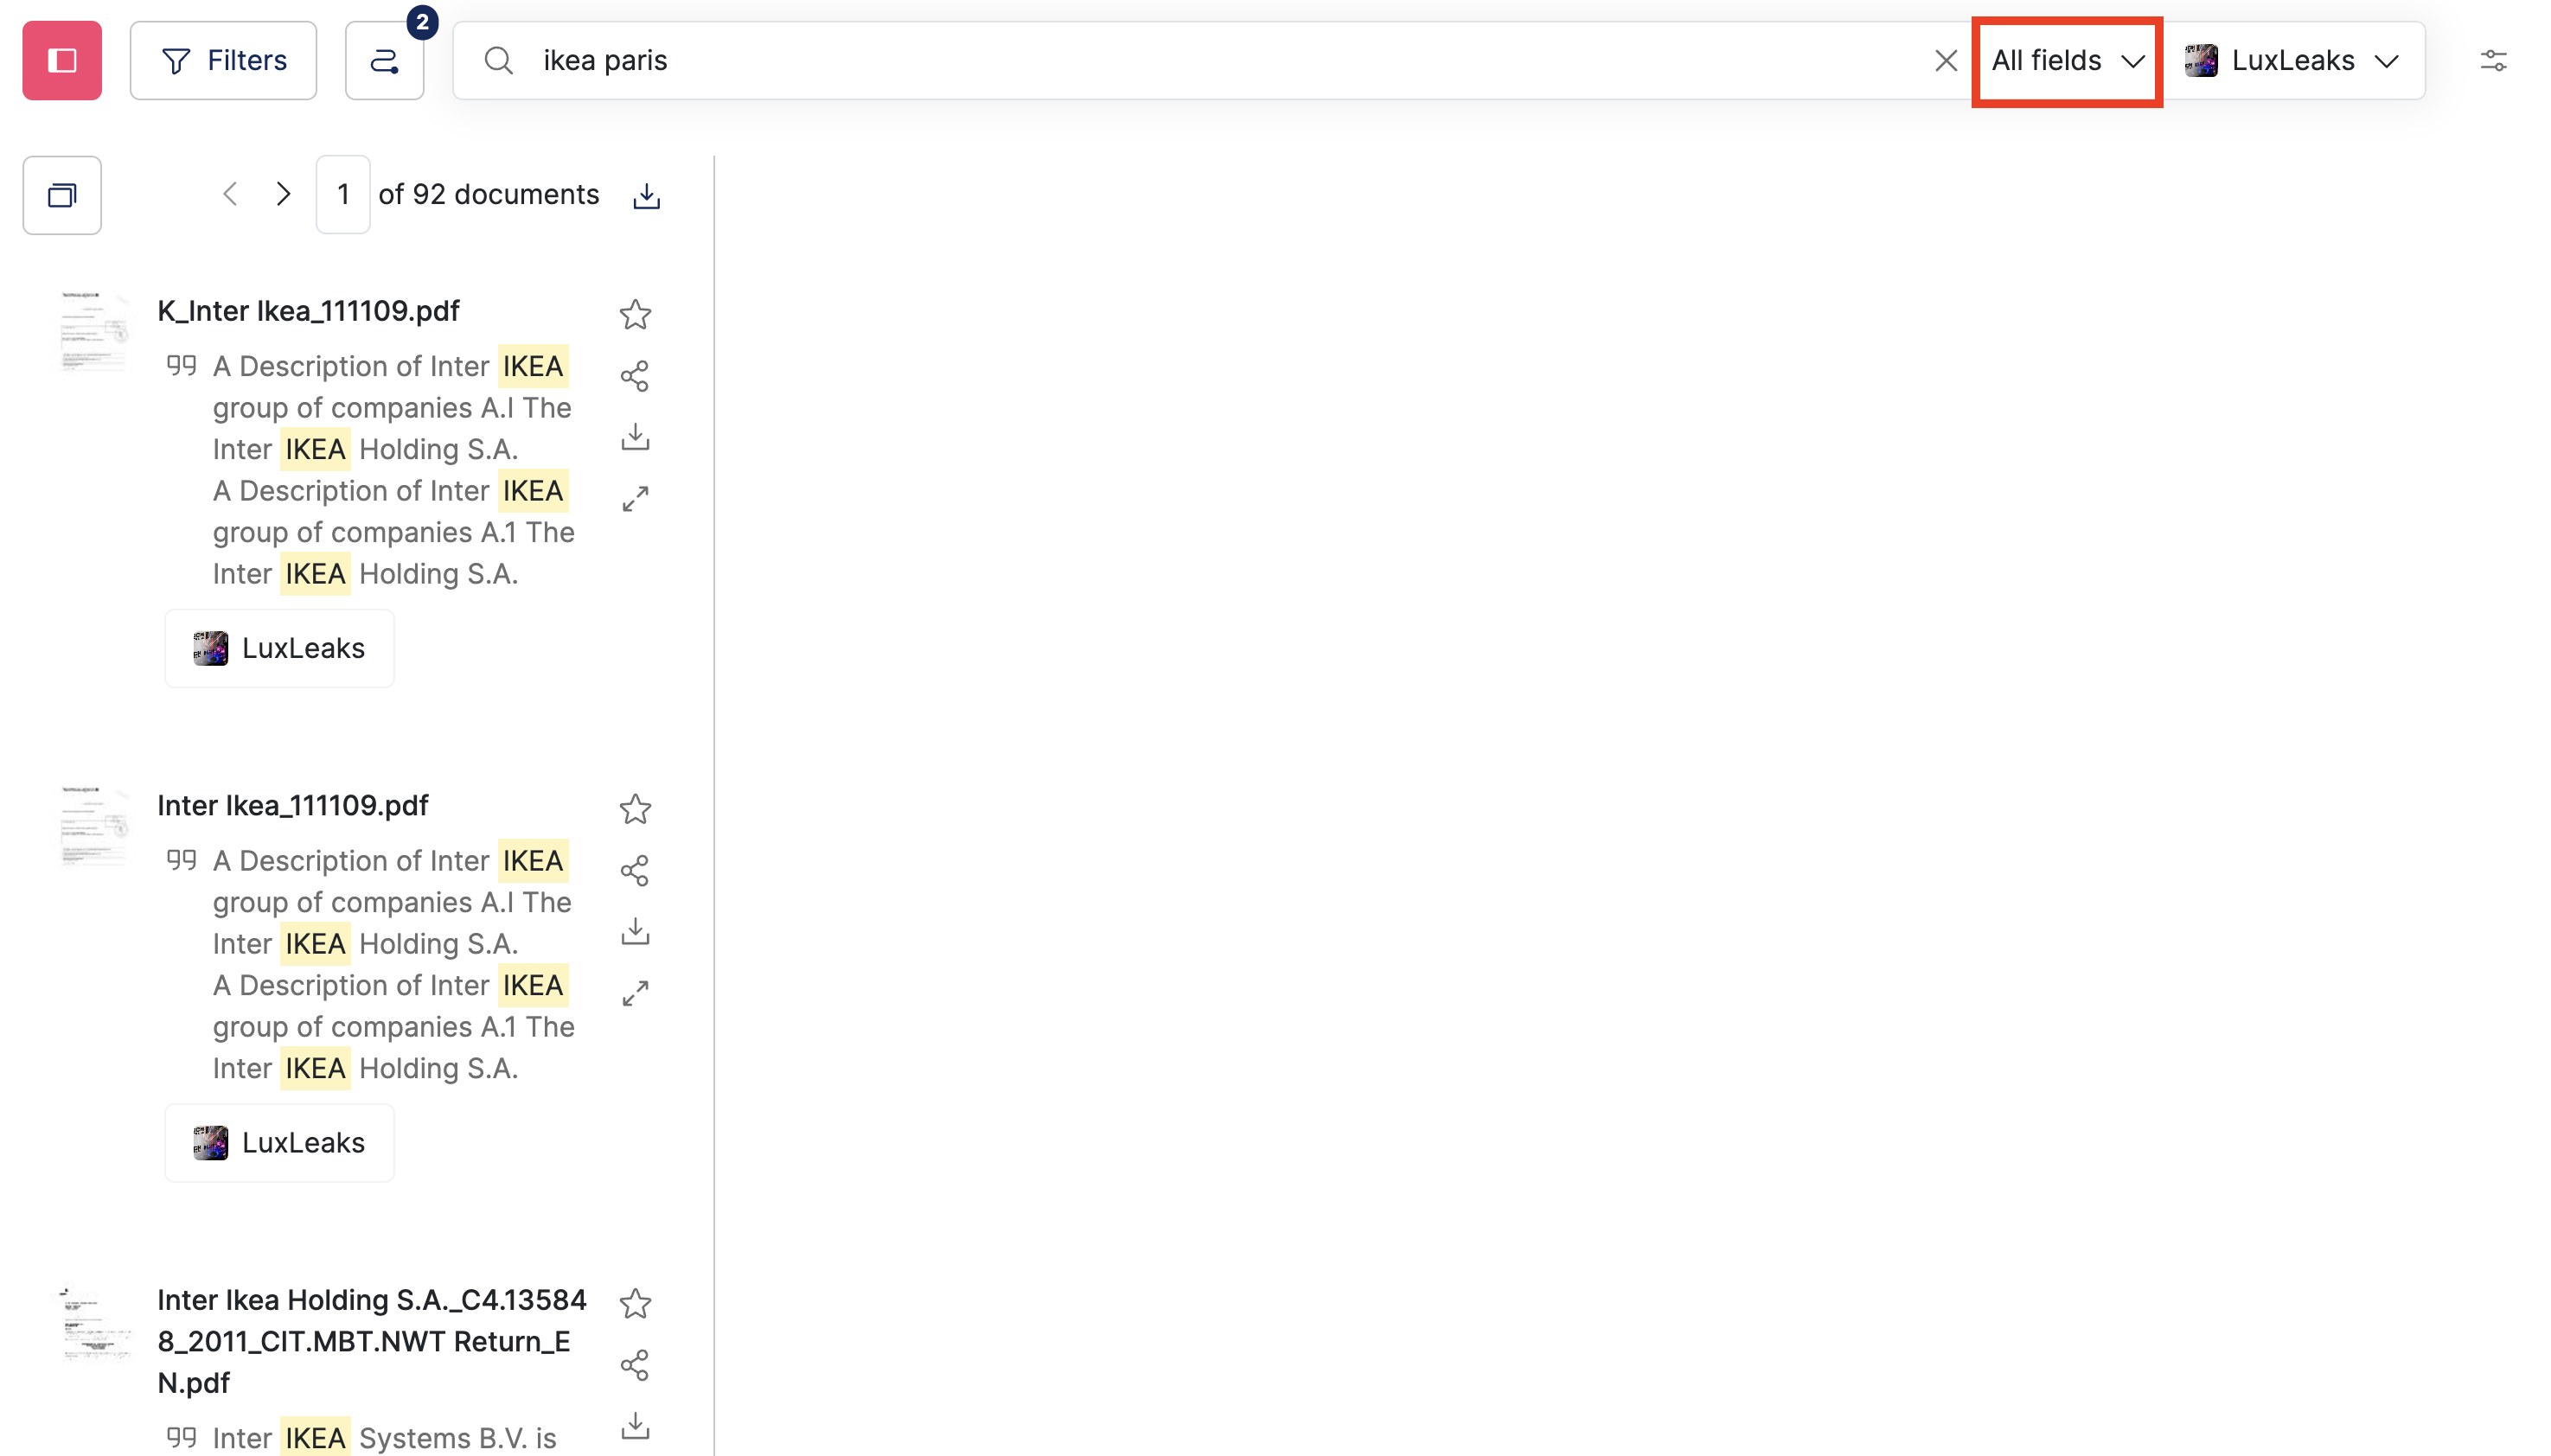 Filters
2
ikea paris
All fields
LuxLeaks
1 of 92 documents
K_Inter Ikea_111109.pdf
A Description of Inter IKEA
group of companies A.I The
Inter IKEA Holding S.A.
A Description of Inter IKEA
group of companies A.1 The
Inter IKEA Holding S.A.
LuxLeaks
Inter Ikea_111109.pdf
A Description of Inter IKEA
group of companies A.I The
Inter IKEA Holding S.A.
A Description of Inter IKEA
group of companies A.1 The
Inter IKEA Holding S.A.
LuxLeaks
Inter Ikea Holding S.A._C4.13584
8_2011_CIT.MBT.NWT Return_E
N.pdf
Inter IKEA Systems B.V. is